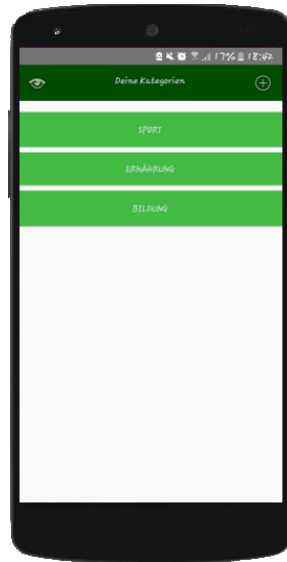 17% 18:42
Deine Kategorien
SPORT
ERNÄHRUNG
BILDUNG